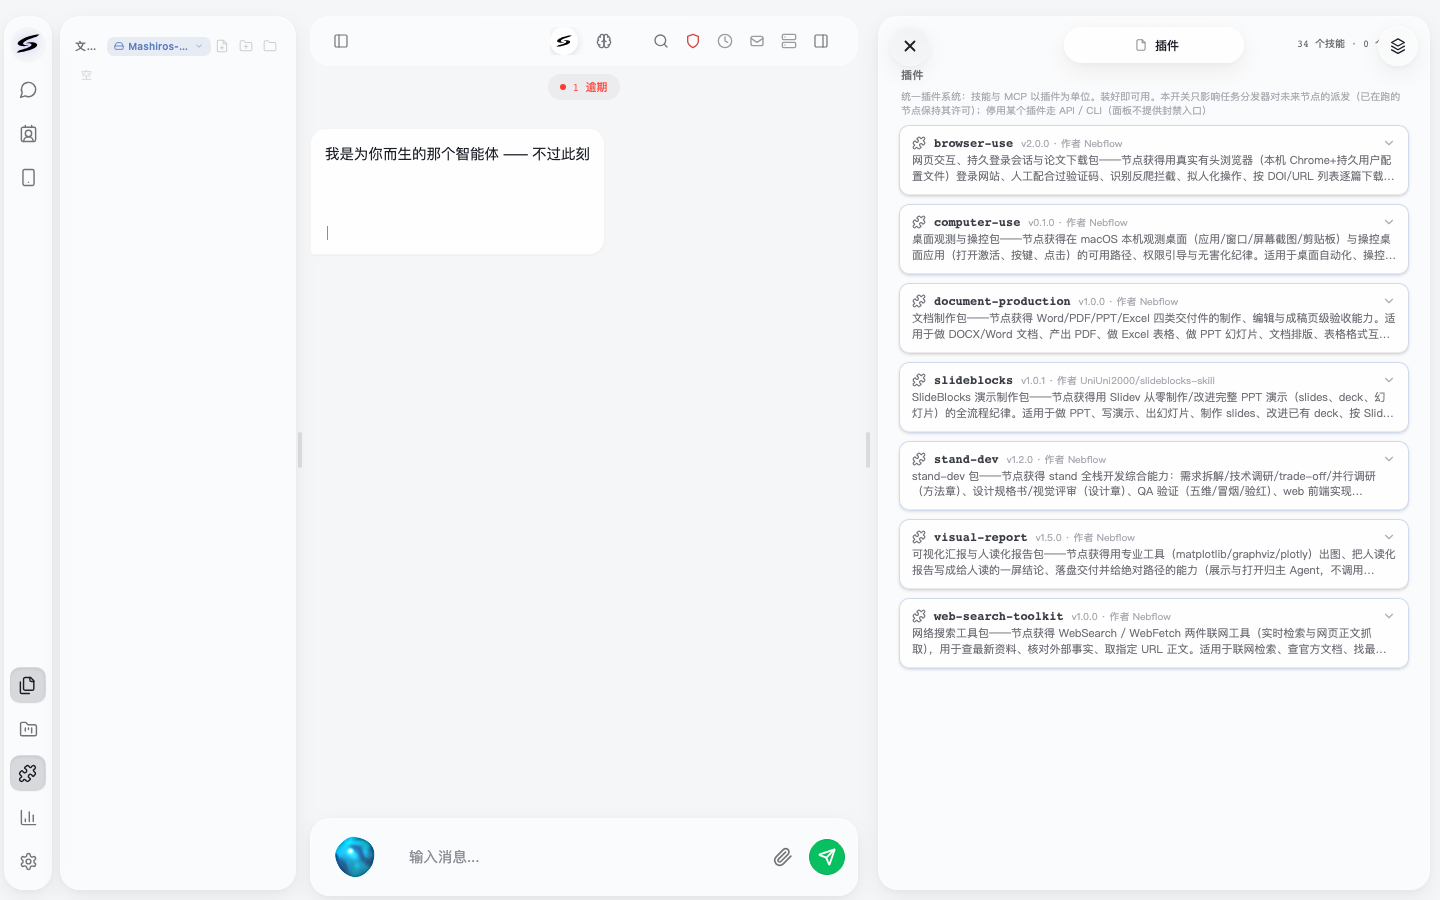 文...
Mashiros-...
空
1 逾期
我是为你而生的那个智能体 —— 不过此刻
输入消息...
插件
34 个技能 · 0
插件
统一插件系统：技能与 MCP 以插件为单位。装好即可用。本开关只影响任务分发器对未来节点的派发（已在跑的
节点保持其许可）；停用某个插件走 API / CLI（面板不提供封禁入口）
browser-use v2.0.0 · 作者 Nebflow
网页交互、持久登录会话与论文下载包——节点获得用真实有头浏览器（本机 Chrome+持久用户配
置文件）登录网站、人工配合过验证码、识别反爬拦截、拟人化操作、按 DOI/URL 列表逐篇下载...
computer-use v0.1.0 · 作者 Nebflow
桌面观测与操控包——节点获得在 macOS 本机观测桌面（应用/窗口/屏幕截图/剪贴板）与操控桌
面应用（打开激活、按键、点击）的可用路径、权限引导与无害化纪律。适用于桌面自动化、操控...
document-production v1.0.0 · 作者 Nebflow
文档制作包——节点获得 Word/PDF/PPT/Excel 四类交付件的制作、编辑与成稿页级验收能力。适
用于做 DOCX/Word 文档、产出 PDF、做 Excel 表格、做 PPT 幻灯片、文档排版、表格格式互...
slideblocks v1.0.1 · 作者 UniUni2000/slideblocks-skill
SlideBlocks 演示制作包——节点获得用 Slidev 从零制作/改进完整 PPT 演示（slides、deck、幻
灯片）的全流程纪律。适用于做 PPT、写演示、出幻灯片、制作 slides、改进已有 deck、按 Slid...
stand-dev v1.2.0 · 作者 Nebflow
stand-dev 包——节点获得 stand 全栈开发综合能力：需求拆解/技术调研/trade-off/并行调研
（方法章）、设计规格书/视觉评审（设计章）、QA 验证（五维/冒烟/验红）、web 前端实现...
visual-report v1.5.0 · 作者 Nebflow
可视化汇报与人读化报告包——节点获得用专业工具（matplotlib/graphviz/plotly）出图、把人读化
报告写成给人读的一屏结论、落盘交付并给绝对路径的能力（展示与打开归主 Agent，不调用...
web-search-toolkit v1.0.0 · 作者 Nebflow
网络搜索工具包——节点获得 WebSearch / WebFetch 两件联网工具（实时检索与网页正文抓
取），用于查最新资料、核对外部事实、取指定 URL 正文。适用于联网检索、查官方文档、找最...